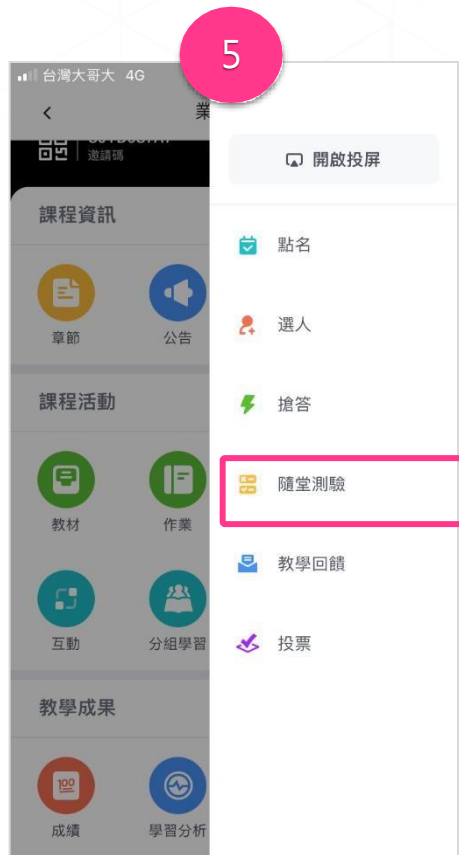 5
台灣大哥大 4G
業
邀請碼
開啟投屏
課程資訊
點名
章節
公告
選人
課程活動
搶答
隨堂測驗
教材
作業
教學回饋
互動
分組學習
投票
教學成果
100
成績
學習分析